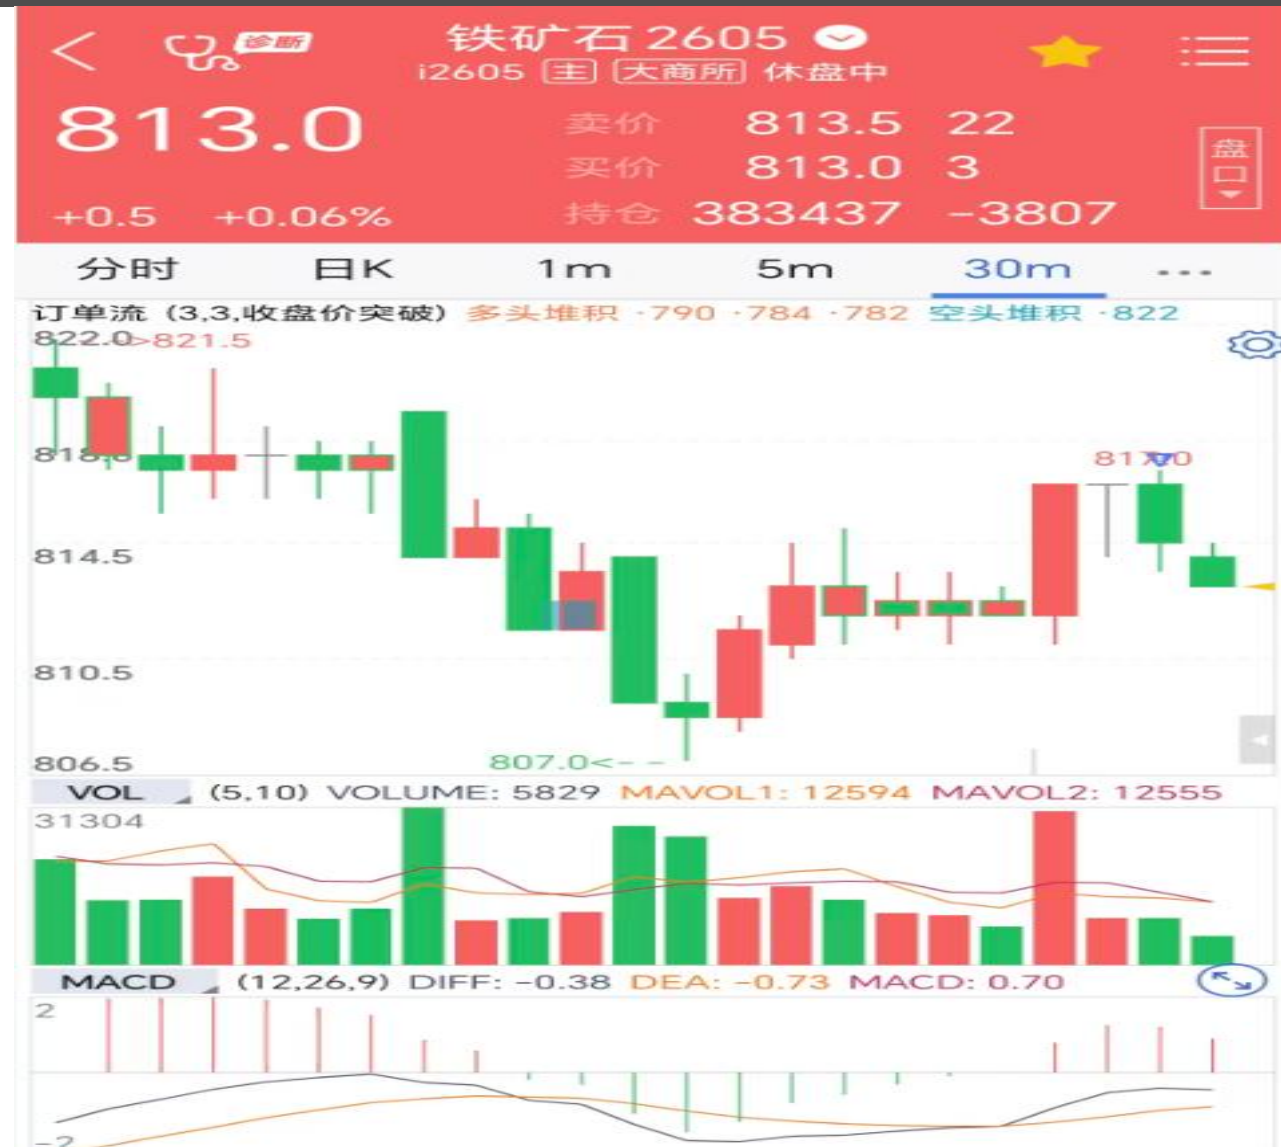 诊断 铁矿石 2605
i2605 主 大商所 休盘中
813.0 卖价 813.5 22
买价 813.0 3
盘口
+0.5 +0.06% 持仓 383437 -3807
分时 日K 1m 5m 30m ...
订单流 (3,3,收盘价突破) 多头堆积 ·790 ·784 ·782 空头堆积 ·822
822.0 >821.5
817.0
814.5
810.5
807.0<- -
806.5
VOL (5,10) VOLUME: 5829 MAVOL1: 12594 MAVOL2: 12555
31304
MACD (12,26,9) DIFF: -0.38 DEA: -0.73 MACD: 0.70
2
-2